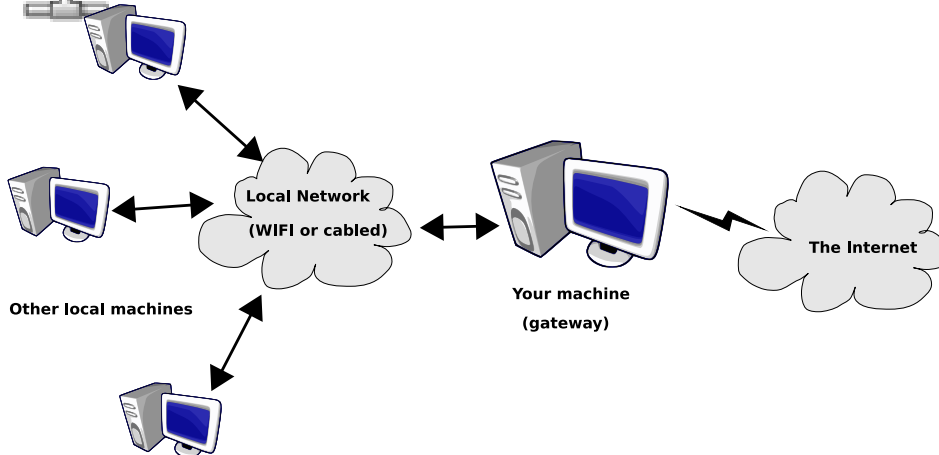 Local Network
(WIFI or cabled)
The Internet
Your machine
(gateway)
Other local machines